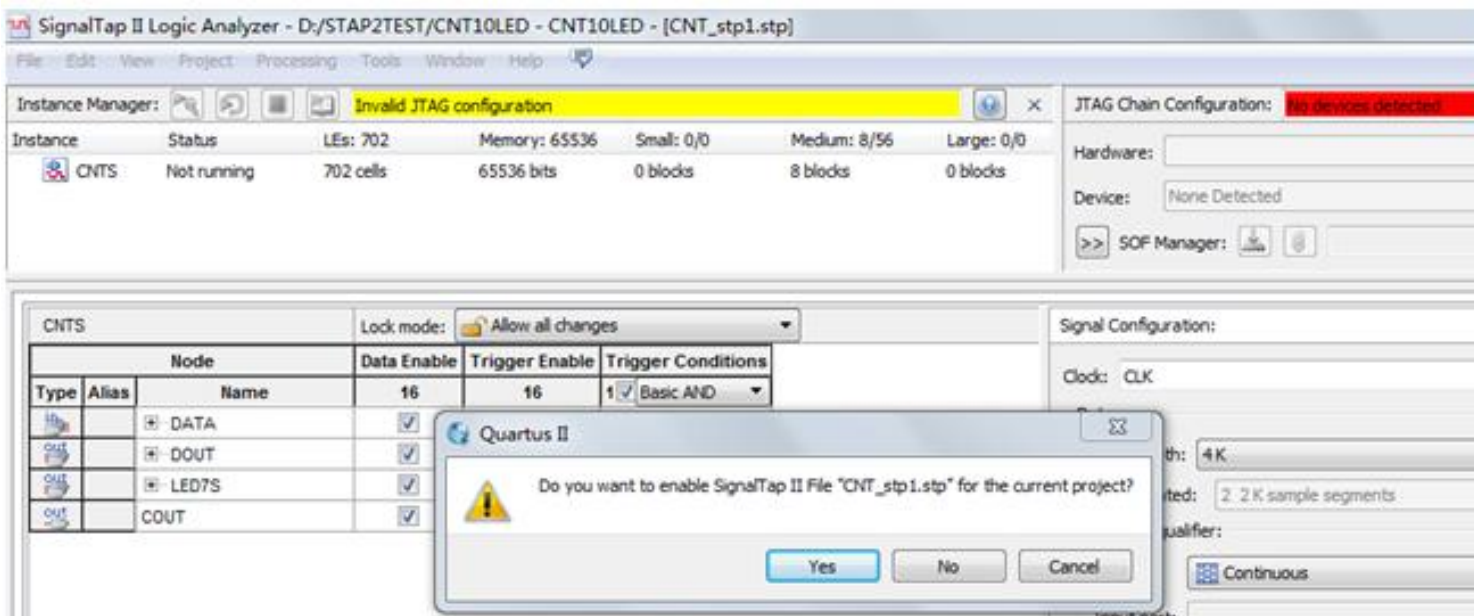 SignalTap II Logic Analyzer - D:/STAP2TEST/CNT10LED - CNT10LED - [CNT_stp1.stp]
File Edit View Project Processing Tools Window Help
Instance Manager: Invalid JTAG configuration
JTAG Chain Configuration: No devices detected
Instance Status LEs: 702 Memory: 65536 Small: 0/0 Medium: 8/56 Large: 0/0
CNTS Not running 702 cells 65536 bits 0 blocks 8 blocks 0 blocks
Hardware:
Device: None Detected
>> SOF Manager:
CNTS Lock mode: Allow all changes
Signal Configuration:
Node Data Enable Trigger Enable Trigger Conditions
Type Alias Name 16 16 1 Basic AND
Clock: CLK
DATA
DOUT
LED7S
COUT
Quartus II
Do you want to enable SignalTap II File "CNT_stp1.stp" for the current project?
Yes No Cancel
th: 4 K
ted: 2 2 K sample segments
ualifier:
Continuous